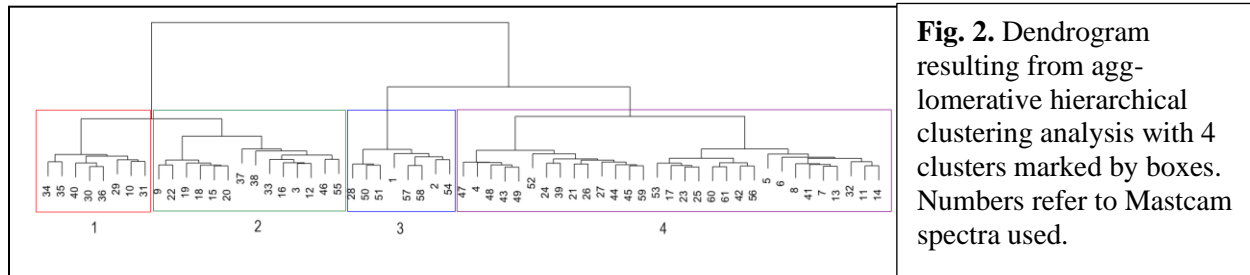 34 35 40 30 36 29 10 31 9 22 19 18 15 20 37 38 33 16 3 12 46 55 28 50 51 1 57 58 2 54 47 4 48 43 49 52 24 39 21 26 27 44 45 59 53 17 23 25 60 61 42 56 5 6 8 41 7 13 32 11 14
1 2 3 4
Fig. 2. Dendrogram
resulting from agg-
lomerative hierarchical
clustering analysis with 4
clusters marked by boxes.
Numbers refer to Mastcam
spectra used.